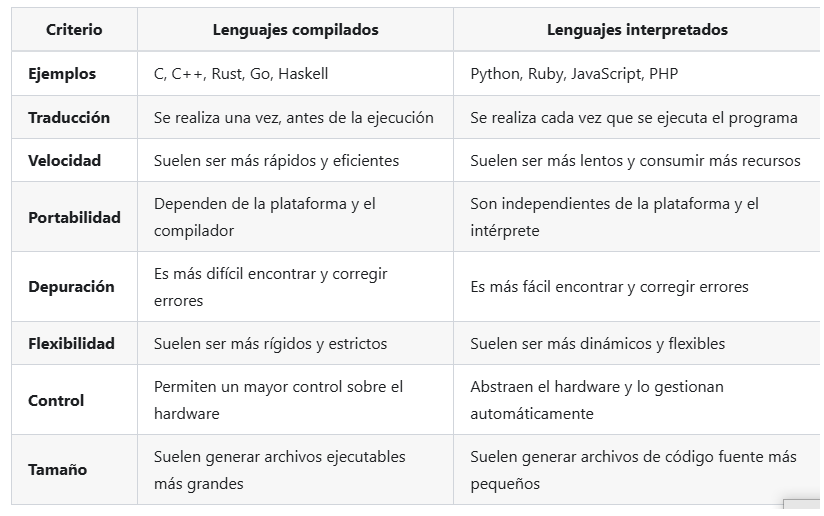 Criterio Lenguajes compilados Lenguajes interpretados
Ejemplos C, C++, Rust, Go, Haskell Python, Ruby, JavaScript, PHP
Traducción Se realiza una vez, antes de la ejecución Se realiza cada vez que se ejecuta el programa
Velocidad Suelen ser más rápidos y eficientes Suelen ser más lentos y consumir más recursos
Portabilidad
Dependen de la plataforma y el
compilador
Son independientes de la plataforma y el
intérprete
Depuración
Es más difícil encontrar y corregir
errores
Es más fácil encontrar y corregir errores
Flexibilidad Suelen ser más rígidos y estrictos Suelen ser más dinámicos y flexibles
Control
Permiten un mayor control sobre el
hardware
Abstraen el hardware y lo gestionan
automáticamente
Tamaño
Suelen generar archivos ejecutables
más grandes
Suelen generar archivos de código fuente más
pequeños